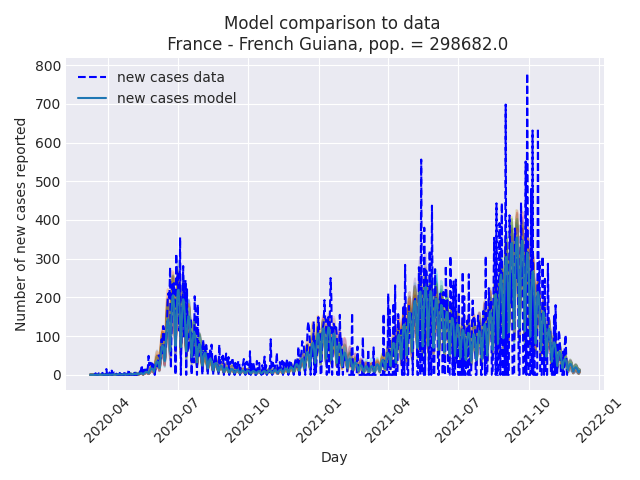 Model comparison to data
France - French Guiana, pop. = 298682.0
new cases data
new cases model
Number of new cases reported
800
700
600
500
400
300
200
100
0
2020-04
2020-07
2020-10
2021-01
2021-04
2021-07
2021-10
2022-01
Day